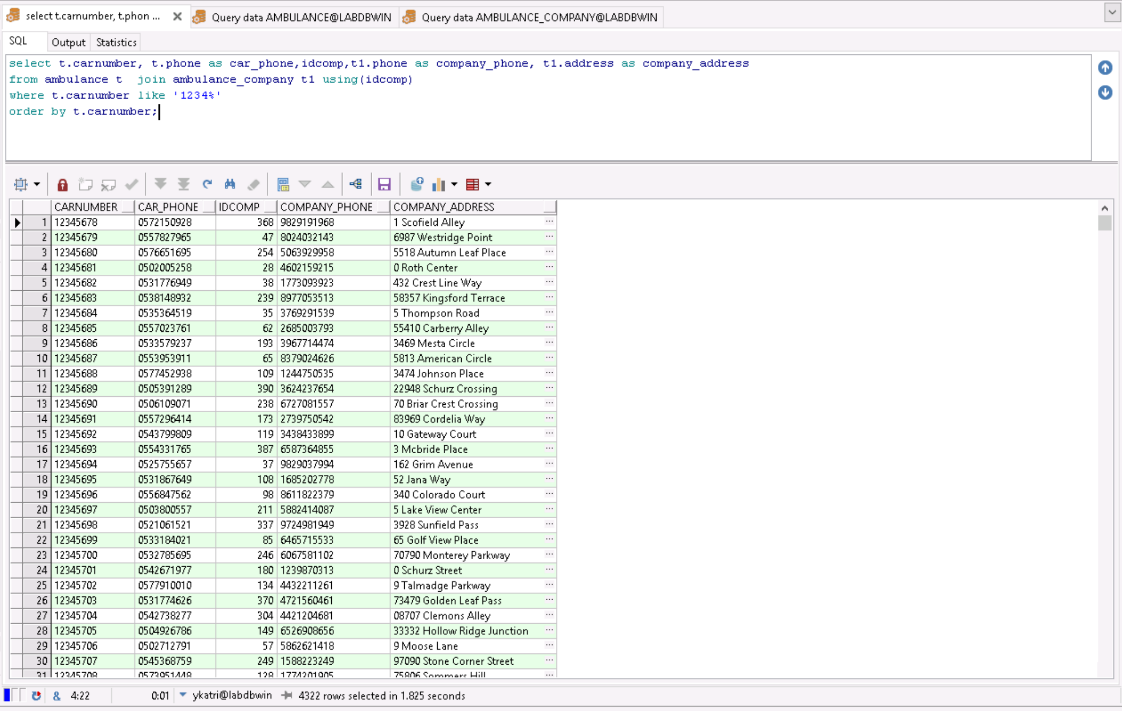 select t.carnumber, t.phon ... Query data AMBULANCE@LABDBWIN Query data AMBULANCE_COMPANY@LABDBWIN
SQL Output Statistics
select t.carnumber, t.phone as car_phone,idcomp,t1.phone as company_phone, t1.address as company_address
from ambulance t  join ambulance_company t1 using(idcomp)
where t.carnumber like '1234%'
order by t.carnumber;
CARNUMBER CAR_PHONE IDCOMP COMPANY_PHONE COMPANY_ADDRESS
1 12345678 0572150928 368 9829191968 1 Scofield Alley ...
2 12345679 0557827965 47 8024032143 6987 Westridge Point ...
3 12345680 0576651695 254 5063929958 5518 Autumn Leaf Place ...
4 12345681 0502005258 28 4602159215 0 Roth Center ...
5 12345682 0531776949 38 1773093923 432 Crest Line Way ...
6 12345683 0538148932 239 8977053513 58357 Kingsford Terrace ...
7 12345684 0535364519 35 3769291539 5 Thompson Road ...
8 12345685 0557023761 62 2685003793 55410 Carberry Alley ...
9 12345686 0533579237 193 3967714474 3469 Mesta Circle ...
10 12345687 0553953911 65 8379024626 5813 American Circle ...
11 12345688 0577452938 109 1244750535 3474 Johnson Place ...
12 12345689 0505391289 390 3624237654 22948 Schurz Crossing ...
13 12345690 0506109071 238 6727081557 70 Briar Crest Crossing ...
14 12345691 0557296414 173 2739750542 83969 Cordelia Way ...
15 12345692 0543799809 119 3438433899 10 Gateway Court ...
16 12345693 0554331765 387 6587364855 3 Mcbride Place ...
17 12345694 0525755657 37 9829037994 162 Grim Avenue ...
18 12345695 0531867649 108 1685202778 52 Jana Way ...
19 12345696 0556847562 98 8611822379 340 Colorado Court ...
20 12345697 0503800557 211 5882414087 5 Lake View Center ...
21 12345698 0521061521 337 9724981949 3928 Sunfield Pass ...
22 12345699 0533184021 85 6465715533 65 Golf View Place ...
23 12345700 0532785695 246 6067581102 70790 Monterey Parkway ...
24 12345701 0542671977 180 1239870313 0 Schurz Street ...
25 12345702 0577910010 134 4432211261 9 Talmadge Parkway ...
26 12345703 0531774626 370 4721560461 73479 Golden Leaf Pass ...
27 12345704 0542738277 304 4421204681 08707 Clemons Alley ...
28 12345705 0504926786 149 6526908656 33332 Hollow Ridge Junction ...
29 12345706 0502712791 57 5862621418 9 Moose Lane ...
30 12345707 0545368759 249 1588223249 97090 Stone Corner Street ...
31 12345708 0573951448 128 1774201905 75806 Sommers Hill ...
& 4:22 0:01 ykatri@labdbwin 4322 rows selected in 1.825 seconds